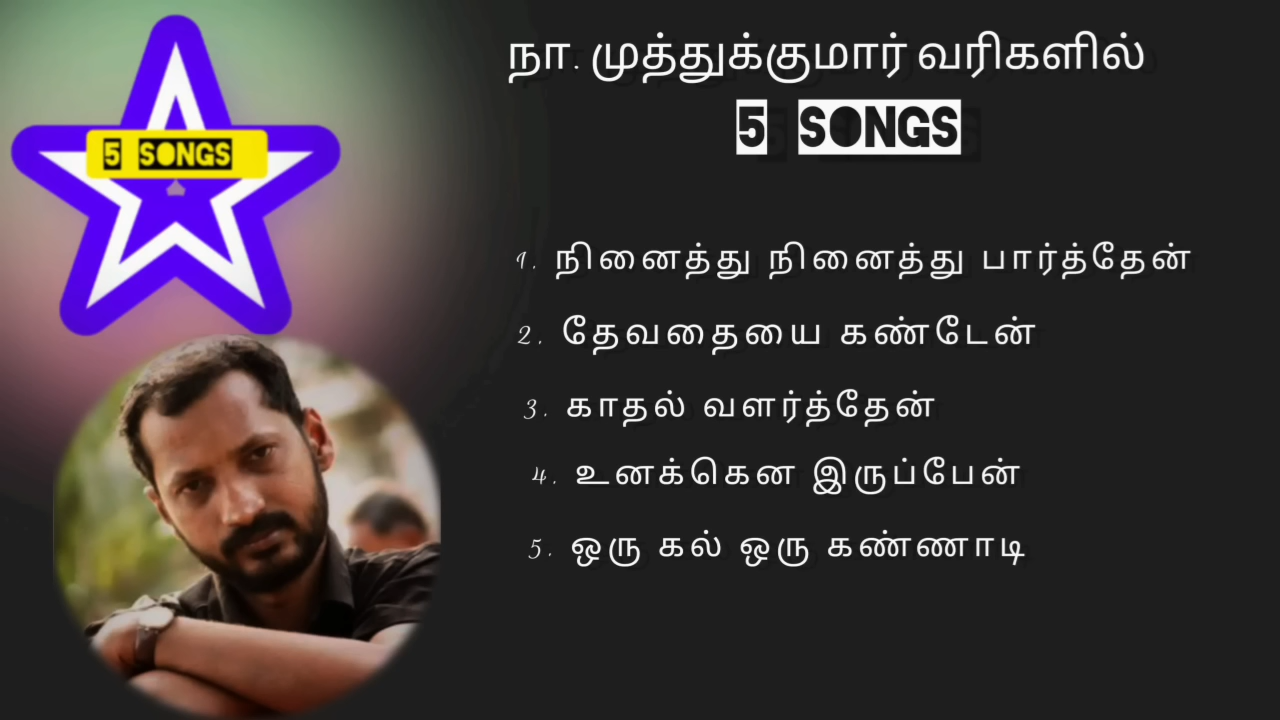 5 SONGS
நா. முத்துக்குமார் வரிகளில்
5 SONGS
1. நினைத்து நினைத்து பார்த்தேன்
2. தேவதையை கண்டேன்
3. காதல் வளர்த்தேன்
4. உனக்கென இருப்பேன்
5. ஒரு கல் ஒரு கண்ணாடி